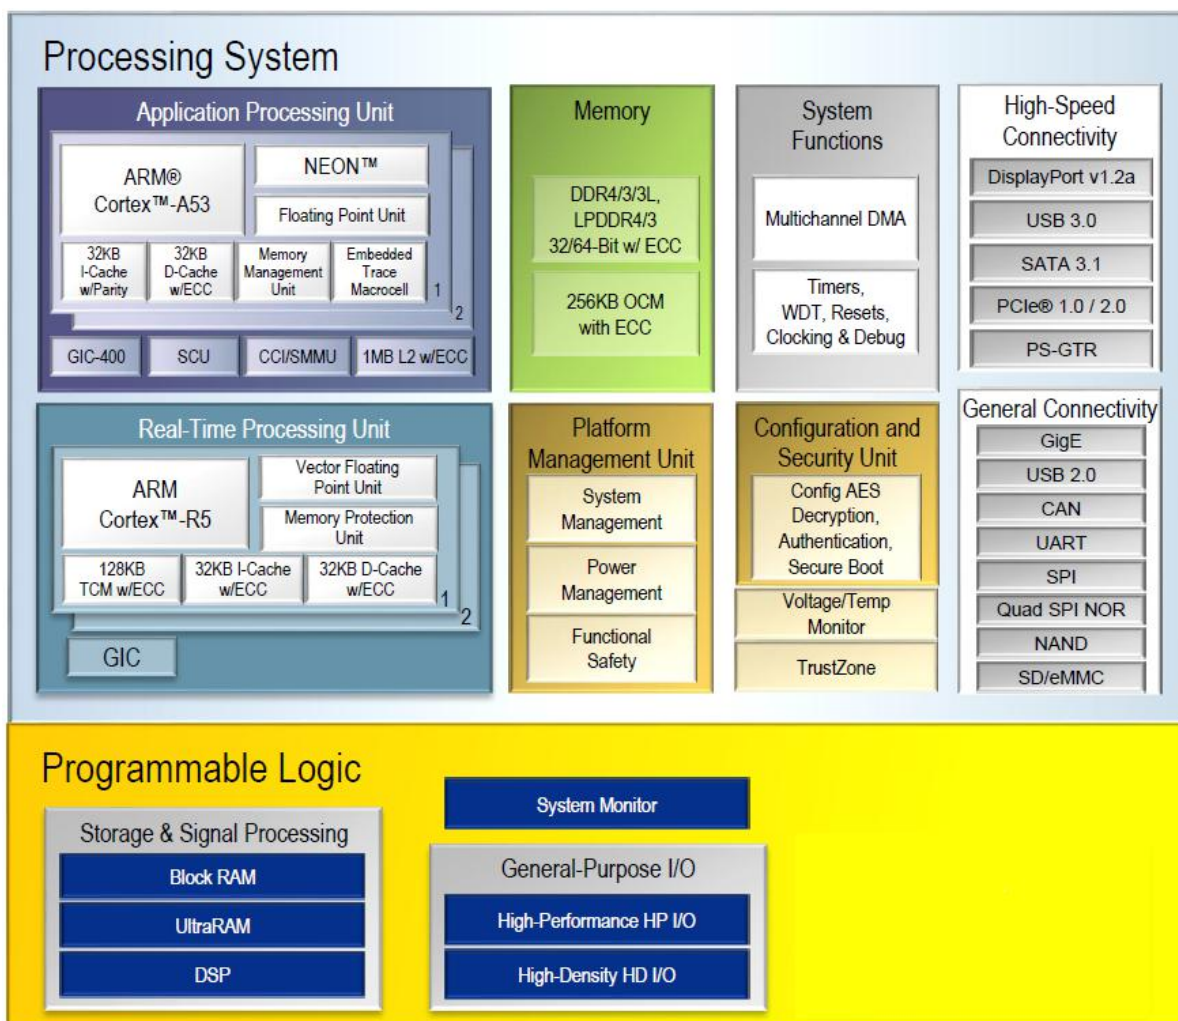 Processing System
Application Processing Unit
ARM®
Cortex™-A53
NEON™
Floating Point Unit
32KB
I-Cache
w/Parity
32KB
D-Cache
w/ECC
Memory
Management
Unit
Embedded
Trace
Macrocell
1
2
GIC-400
SCU
CCI/SMMU
1MB L2 w/ECC
Memory
DDR4/3/3L,
LPDDR4/3
32/64-Bit w/ ECC
256KB OCM
with ECC
System
Functions
Multichannel DMA
Timers,
WDT, Resets,
Clocking & Debug
High-Speed
Connectivity
DisplayPort v1.2a
USB 3.0
SATA 3.1
PCIe® 1.0 / 2.0
PS-GTR
Real-Time Processing Unit
ARM
Cortex™-R5
Vector Floating
Point Unit
Memory Protection
Unit
128KB
TCM w/ECC
32KB I-Cache
w/ECC
32KB D-Cache
w/ECC
1
2
GIC
Platform
Management Unit
System
Management
Power
Management
Functional
Safety
Configuration and
Security Unit
Config AES
Decryption,
Authentication,
Secure Boot
Voltage/Temp
Monitor
TrustZone
General Connectivity
GigE
USB 2.0
CAN
UART
SPI
Quad SPI NOR
NAND
SD/eMMC
Programmable Logic
Storage & Signal Processing
Block RAM
UltraRAM
DSP
System Monitor
General-Purpose I/O
High-Performance HP I/O
High-Density HD I/O